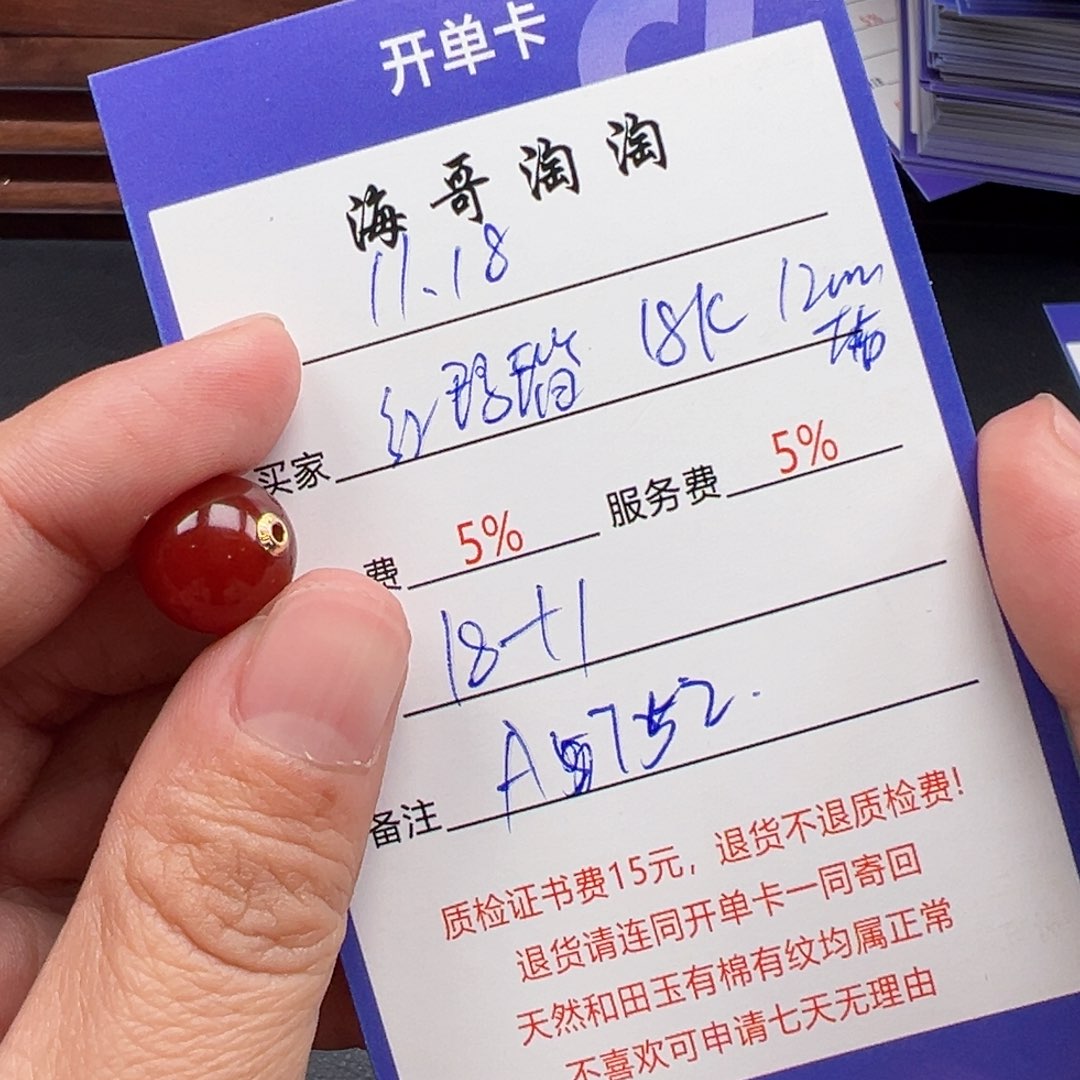 开单卡
海哥淘淘
11.18
红玛瑙 18K 12mm
买家
费 5% 服务费 5%
18+1
备注 A8752.
质检证书费15元，退货不退质检费！
退货请连同开单卡一同寄回
天然和田玉有棉有纹均属正常
不喜欢可申请七天无理由